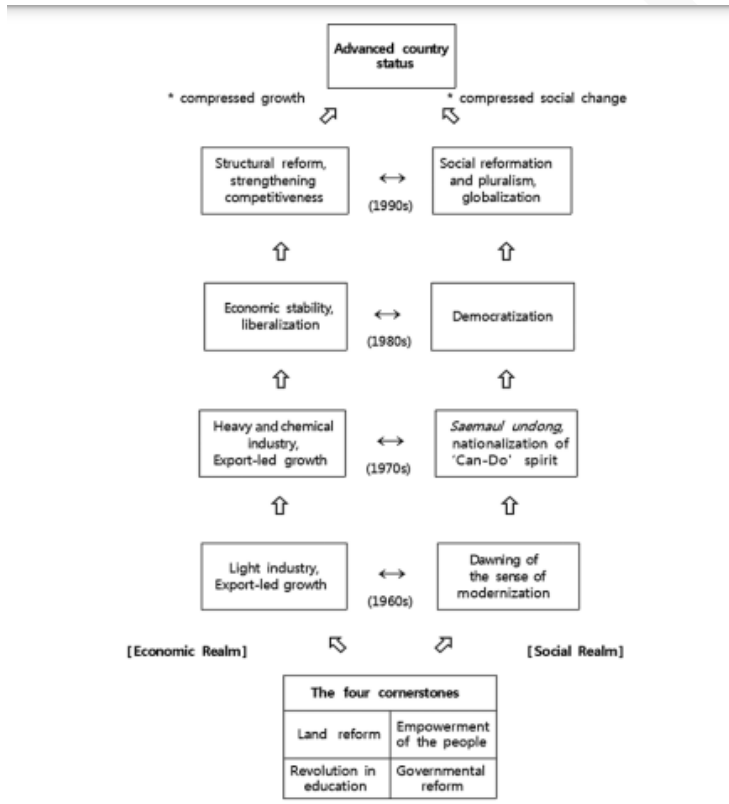 Advanced country
status
* compressed growth
* compressed social change
Structural reform,
strengthening
competitiveness
↔
(1990s)
Social reformation
and pluralism,
globalization
Economic stability,
liberalization
↔
(1980s)
Democratization
Heavy and chemical
industry,
Export-led growth
↔
(1970s)
Saemaul undong,
nationalization of
'Can-Do' spirit
Light industry,
Export-led growth
↔
(1960s)
Dawning of
the sense of
modernization
[Economic Realm]
[Social Realm]
The four cornerstones
Land reform
Empowerment
of the people
Revolution in
education
Governmental
reform